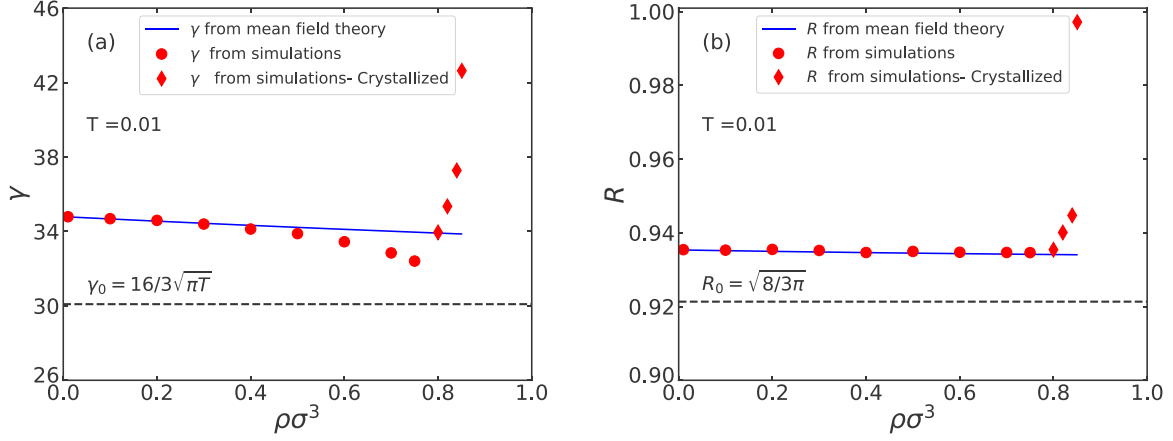 46
42
38
34
30
26
γ
(a)
γ from mean field theory
γ from simulations
γ from simulations- Crystallized
T =0.01
γ₀ = 16/3√πT
0.0 0.2 0.4 0.6 0.8 1.0
ρσ³
1.00
0.98
0.96
0.94
0.92
0.90
R
(b)
R from mean field theory
R from simulations
R from simulations- Crystallized
T =0.01
R₀ = √8/3π
0.0 0.2 0.4 0.6 0.8 1.0
ρσ³